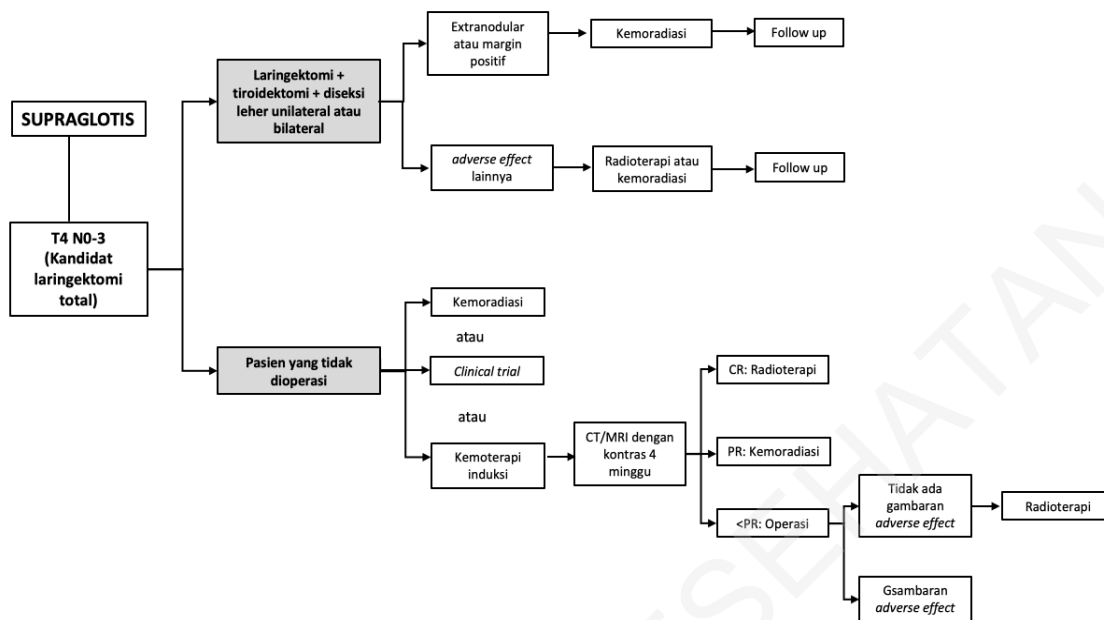 SUPRAGLOTIS
T4 N0-3
(Kandidat
laringektomi
total)
Laringektomi +
tiroidektomi + diseksi
leher unilateral atau
bilateral
Extranodular
atau margin
positif
Kemoradiasi
Follow up
adverse effect
lainnya
Radioterapi atau
kemoradiasi
Follow up
Pasien yang tidak
dioperasi
Kemoradiasi
atau
Clinical trial
atau
Kemoterapi
induksi
CT/MRI dengan
kontras 4
minggu
CR: Radioterapi
PR: Kemoradiasi
<PR: Operasi
Tidak ada
gambaran
adverse effect
Radioterapi
Gsambaran
adverse effect
SEHATAN